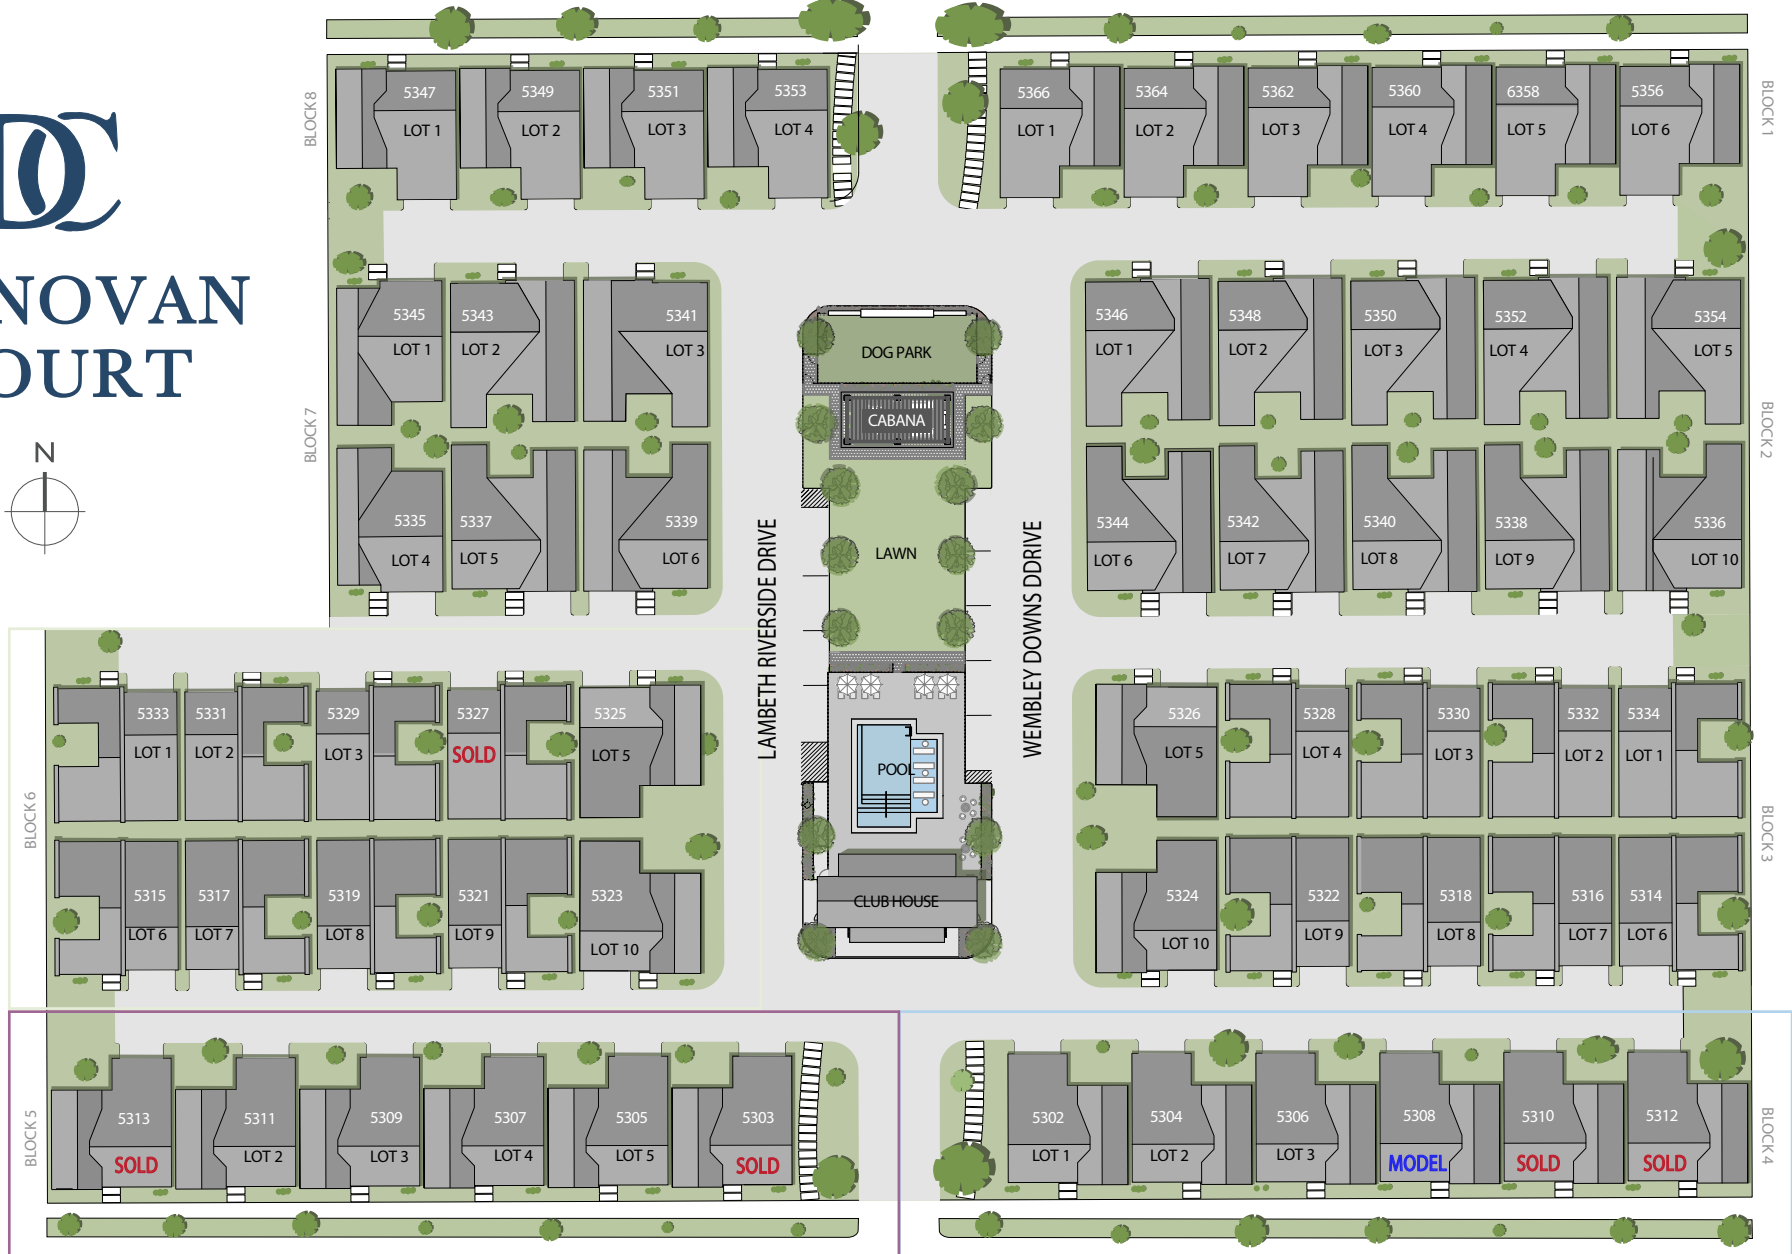 DC
NOVAN
OURT
N
BLOCK 8
5347
LOT 1
5349
LOT 2
5351
LOT 3
5353
LOT 4
5366
LOT 1
5364
LOT 2
5362
LOT 3
5360
LOT 4
6358
LOT 5
5356
LOT 6
BLOCK 1
BLOCK 7
5345
LOT 1
5343
LOT 2
5341
LOT 3
5335
LOT 4
5337
LOT 5
5339
LOT 6
LAMBETH RIVERSIDE DRIVE
DOG PARK
CABANA
LAWN
POOL
CLUB HOUSE
WEMBLEY DOWNS DDRIVE
5346
LOT 1
5348
LOT 2
5350
LOT 3
5352
LOT 4
5354
LOT 5
5344
LOT 6
5342
LOT 7
5340
LOT 8
5338
LOT 9
5336
LOT 10
BLOCK 2
BLOCK 6
5333
LOT 1
5331
LOT 2
5329
LOT 3
5327
SOLD
5325
LOT 5
5315
LOT 6
5317
LOT 7
5319
LOT 8
5321
LOT 9
5323
LOT 10
5326
LOT 5
5328
LOT 4
5330
LOT 3
5332
LOT 2
5334
LOT 1
5324
LOT 10
5322
LOT 9
5318
LOT 8
5316
LOT 7
5314
LOT 6
BLOCK 3
BLOCK 5
5313
SOLD
5311
LOT 2
5309
LOT 3
5307
LOT 4
5305
LOT 5
5303
SOLD
5302
LOT 1
5304
LOT 2
5306
LOT 3
5308
MODEL
5310
SOLD
5312
SOLD
BLOCK 4